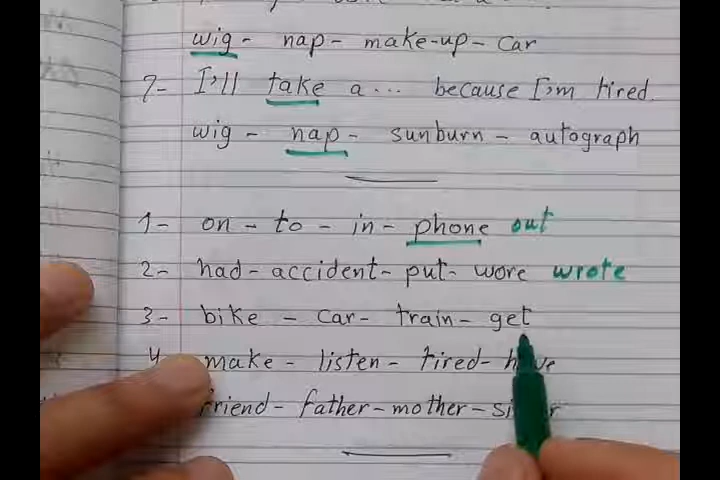 wig - nap - make-up - car
7- I'll take a... because I'm tired.
wig - nap - sunburn - autograph
1- on - to - in - phone out
2- had - accident - put - wore wrote
3- bike - car - train - get
4 make - listen - tired -
friend - father - mother -